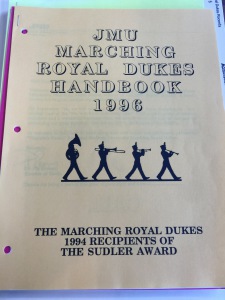 JMU
MARCHING
ROYAL DUKES
HANDBOOK
1996
THE MARCHING ROYAL DUKES
1994 RECIPIENTS OF
THE SUDLER AWARD